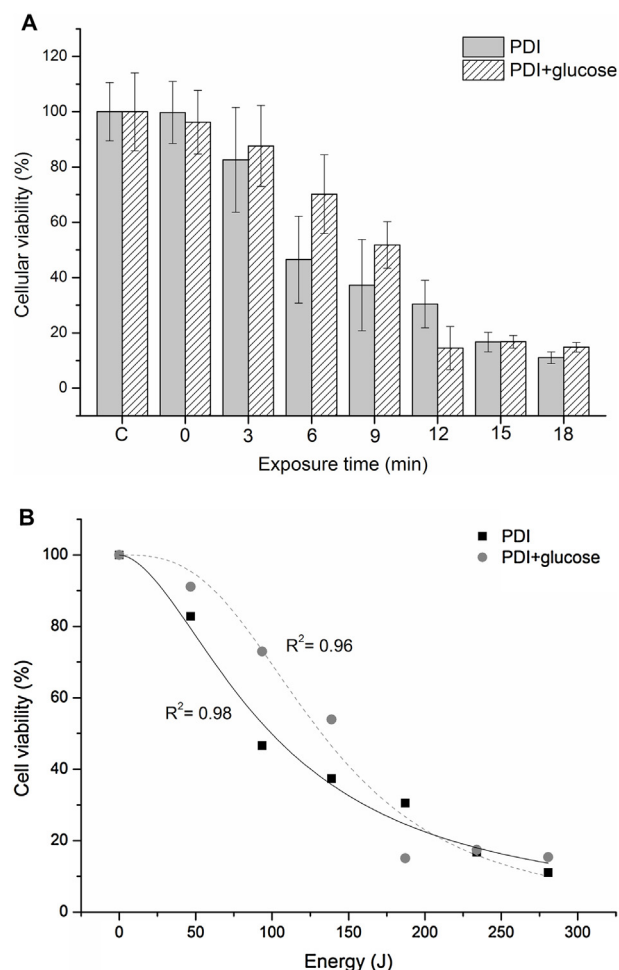 A
PDI
PDI+glucose
120
100
80
60
40
20
0
Cellular viability (%)
C 0 3 6 9 12 15 18
Exposure time (min)
B
PDI
PDI+glucose
100
80
60
40
20
0
Cell viability (%)
R²= 0.96
R²= 0.98
0 50 100 150 200 250 300
Energy (J)